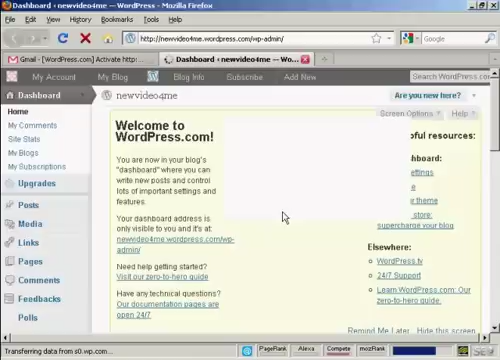 Dashboard ‹ newvideo4me — WordPress - Mozilla Firefox
File Edit View History Bookmarks Tools Help
http://newvideo4me.wordpress.com/wp-admin/
Google
Gmail - [WordPress.com] Activate http:...
Dashboard ‹ newvideo4me — Wo...
My Account My Blog Blog Info Subscribe Add New
Search WordPress.com
Dashboard
newvideo4me
Are you new here?
Screen Options Help
Home
My Comments
Site Stats
My Blogs
My Subscriptions
Upgrades
Posts
Media
Links
Pages
Comments
Feedbacks
Polls
Welcome to
WordPress.com!
You are now in your blog's
"dashboard" where you can
write new posts and control
lots of important settings and
features.
Your dashboard address is
only visible to you and it's at:
newvideo4me.wordpress.com/wp-
admin/
Need help getting started?
Visit our zero-to-hero guide
Have any technical questions?
Our documentation pages are
open 24/7
pful resources:
hboard:
ettings
e
r theme
store:
supercharge your blog
Elsewhere:
WordPress.tv
24/7 Support
Learn WordPress.com: Our
zero-to-hero guide
Remind Me Later Hide this screen
Transferring data from s0.wp.com...
PageRank
Alexa
Compete
mozRank